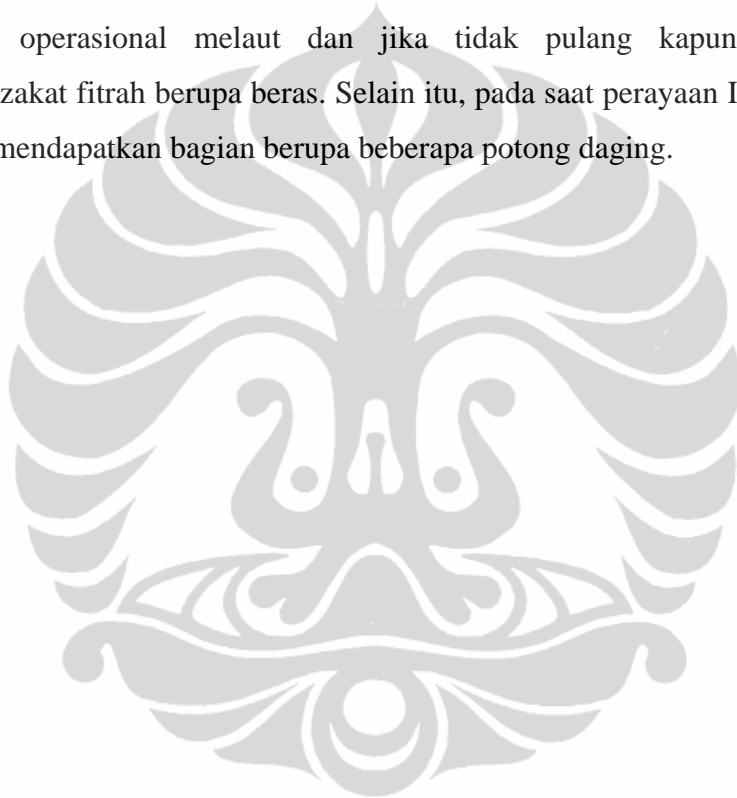 operasional melaut dan jika tidak pulang kapun
zakat fitrah berupa beras. Selain itu, pada saat perayaan I
mendapatkan bagian berupa beberapa potong daging.